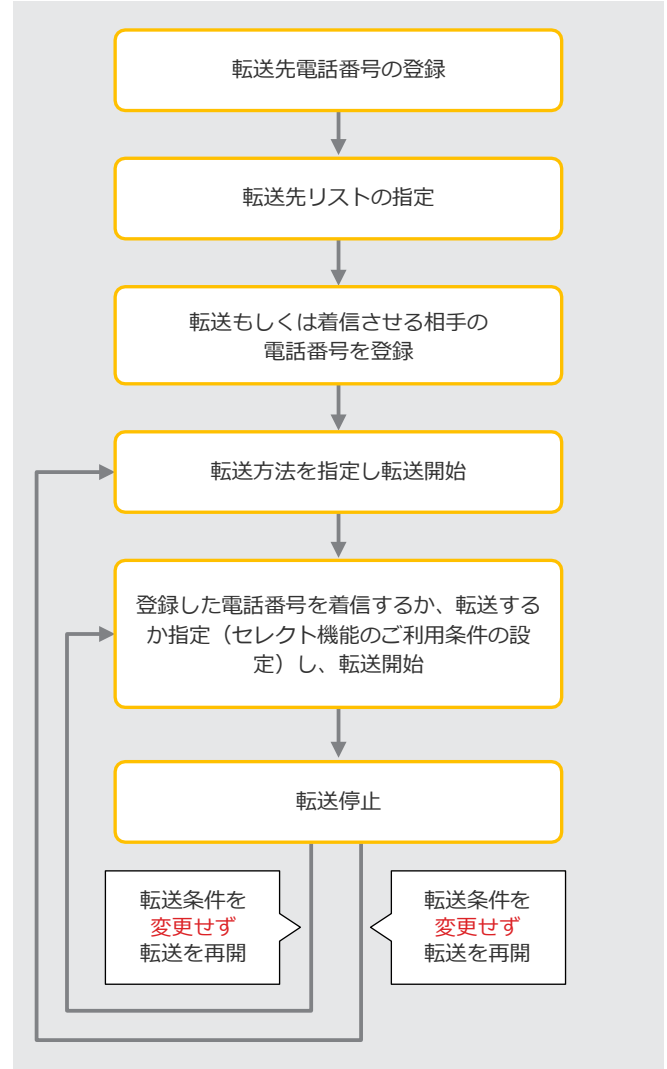 転送先電話番号の登録
転送先リストの指定
転送もしくは着信させる相手の
電話番号を登録
転送方法を指定し転送開始
登録した電話番号を着信するか、転送する
か指定（セレクト機能のご利用条件の設
定）し、転送開始
転送停止
転送条件を
変更せず
転送を再開
転送条件を
変更せず
転送を再開